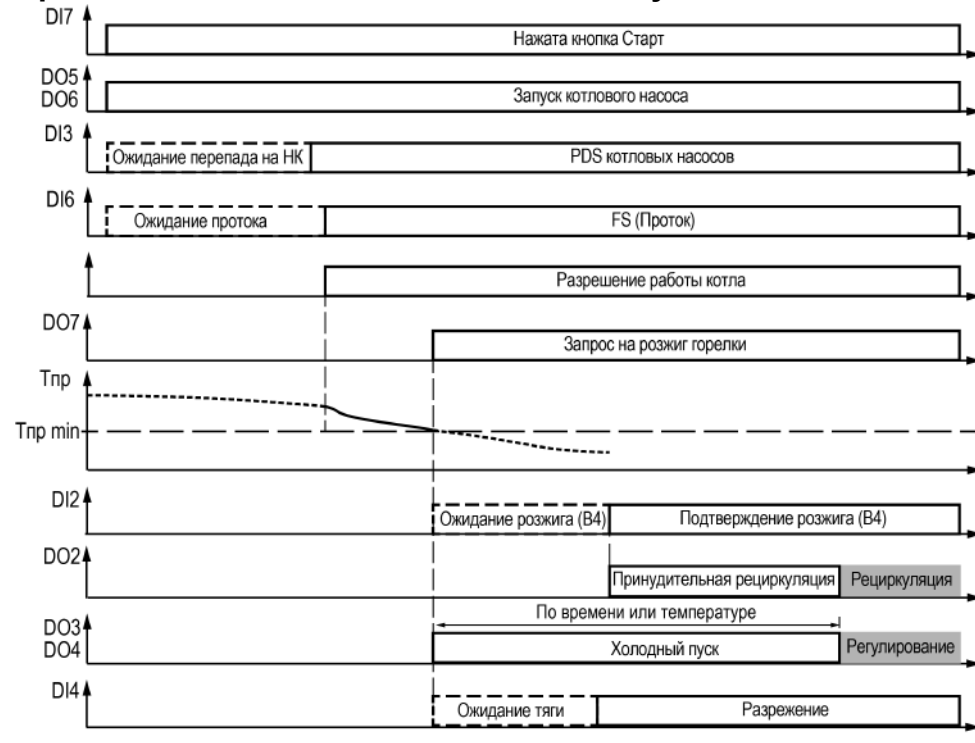 DI7
Нажата кнопка Старт
DO5
DO6
Запуск котлового насоса
DI3
Ожидание перепада на НК
PDS котловых насосов
DI6
Ожидание протока
FS (Проток)
Разрешение работы котла
DO7
Запрос на розжиг горелки
Тпр
Тпр min
DI2
Ожидание розжига (В4)
Подтверждение розжига (В4)
DO2
Принудительная рециркуляция
Рециркуляция
По времени или температуре
DO3
DO4
Холодный пуск
Регулирование
DI4
Ожидание тяги
Разрежение